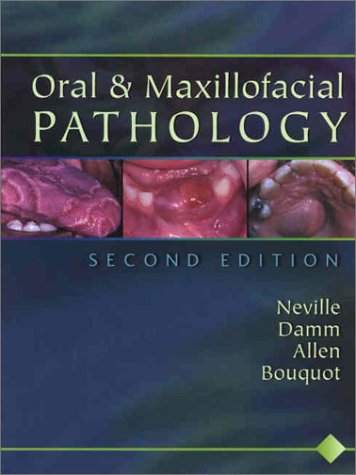 Oral & Maxillofacial
PATHOLOGY
SECOND EDITION
Neville
Damm
Allen
Bouquot